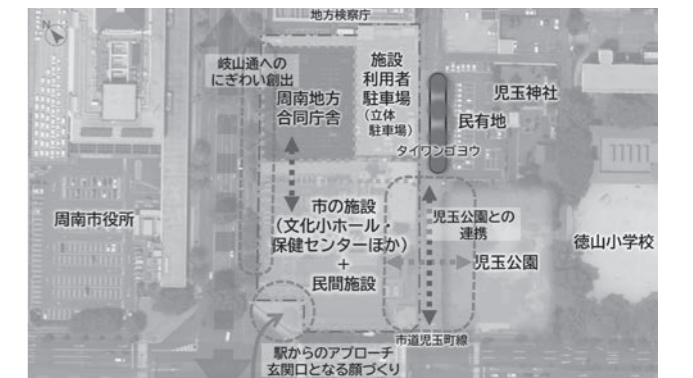 地方検察庁
N
岐山通への
にぎわい創出
周南地方
合同庁舎
施設
利用者
駐車場
(立体
駐車場)
児玉神社
民有地
タイワンゴヨウ
周南市役所
市の施設
(文化小ホール・
保健センターほか)
+
民間施設
児玉公園との
連携
児玉公園
徳山小学校
市道児玉町線
駅からのアプローチ
玄関口となる顔づくり